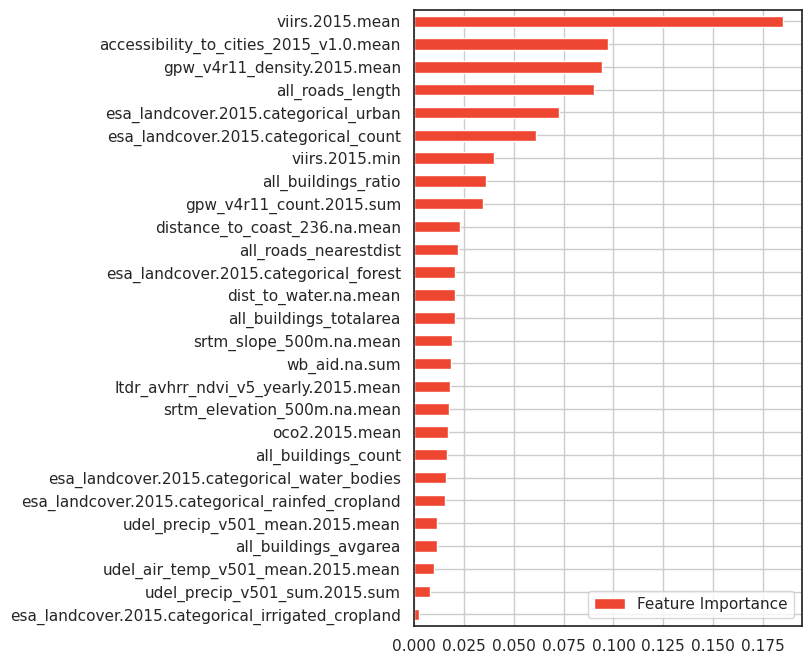 viirs.2015.mean
accessibility_to_cities_2015_v1.0.mean
gpw_v4r11_density.2015.mean
all_roads_length
esa_landcover.2015.categorical_urban
esa_landcover.2015.categorical_count
viirs.2015.min
all_buildings_ratio
gpw_v4r11_count.2015.sum
distance_to_coast_236.na.mean
all_roads_nearestdist
esa_landcover.2015.categorical_forest
dist_to_water.na.mean
all_buildings_totalarea
srtm_slope_500m.na.mean
wb_aid.na.sum
ltdr_avhrr_ndvi_v5_yearly.2015.mean
srtm_elevation_500m.na.mean
oco2.2015.mean
all_buildings_count
esa_landcover.2015.categorical_water_bodies
esa_landcover.2015.categorical_rainfed_cropland
udel_precip_v501_mean.2015.mean
all_buildings_avgarea
udel_air_temp_v501_mean.2015.mean
udel_precip_v501_sum.2015.sum
esa_landcover.2015.categorical_irrigated_cropland
Feature Importance
0.000 0.025 0.050 0.075 0.100 0.125 0.150 0.175